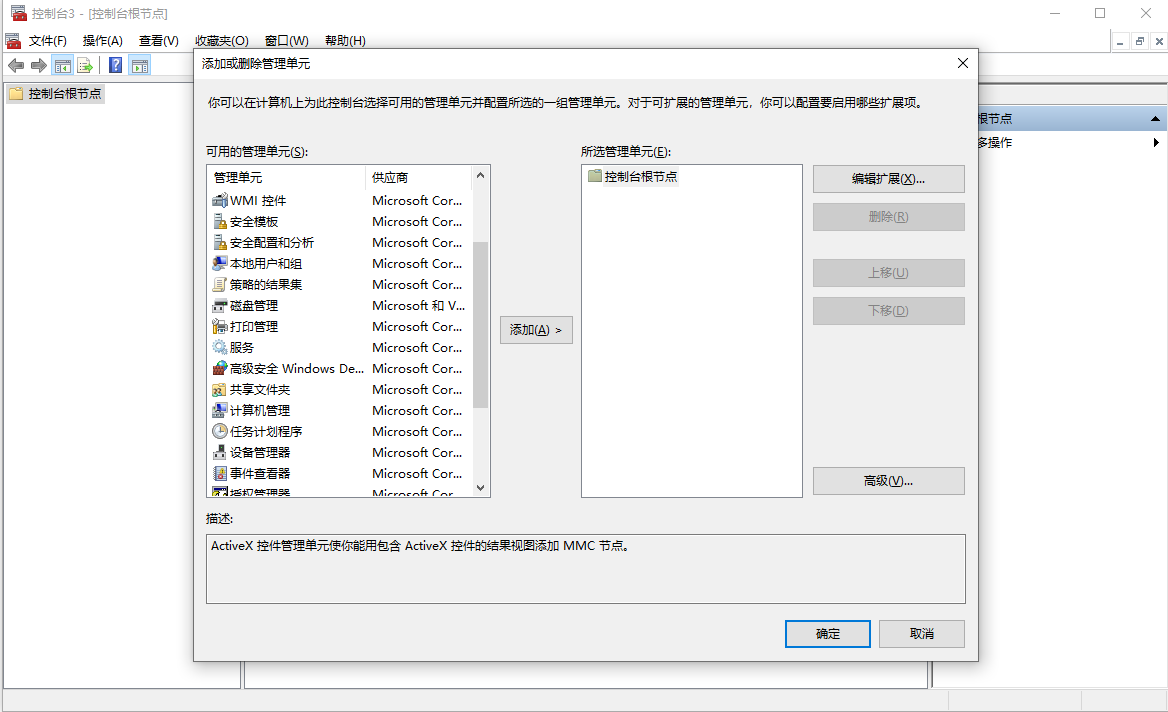 控制台3 - [控制台根节点]
文件(F) 操作(A) 查看(V) 收藏夹(O) 窗口(W) 帮助(H)
添加或删除管理单元
控制台根节点
根节点
多操作
你可以在计算机上为此控制台选择可用的管理单元并配置所选的一组管理单元。对于可扩展的管理单元，你可以配置要启用哪些扩展项。
可用的管理单元(S):
管理单元 供应商
WMI 控件 Microsoft Cor...
安全模板 Microsoft Cor...
安全配置和分析 Microsoft Cor...
本地用户和组 Microsoft Cor...
策略的结果集 Microsoft Cor...
磁盘管理 Microsoft 和 V...
打印管理 Microsoft Cor...
服务 Microsoft Cor...
高级安全 Windows De... Microsoft Cor...
共享文件夹 Microsoft Cor...
计算机管理 Microsoft Cor...
任务计划程序 Microsoft Cor...
设备管理器 Microsoft Cor...
事件查看器 Microsoft Cor...
授权管理器 Microsoft Cor...
添加(A) >
所选管理单元(E):
控制台根节点
编辑扩展(X)...
删除(R)
上移(U)
下移(D)
高级(V)...
描述:
ActiveX 控件管理单元使你能用包含 ActiveX 控件的结果视图添加 MMC 节点。
确定 取消